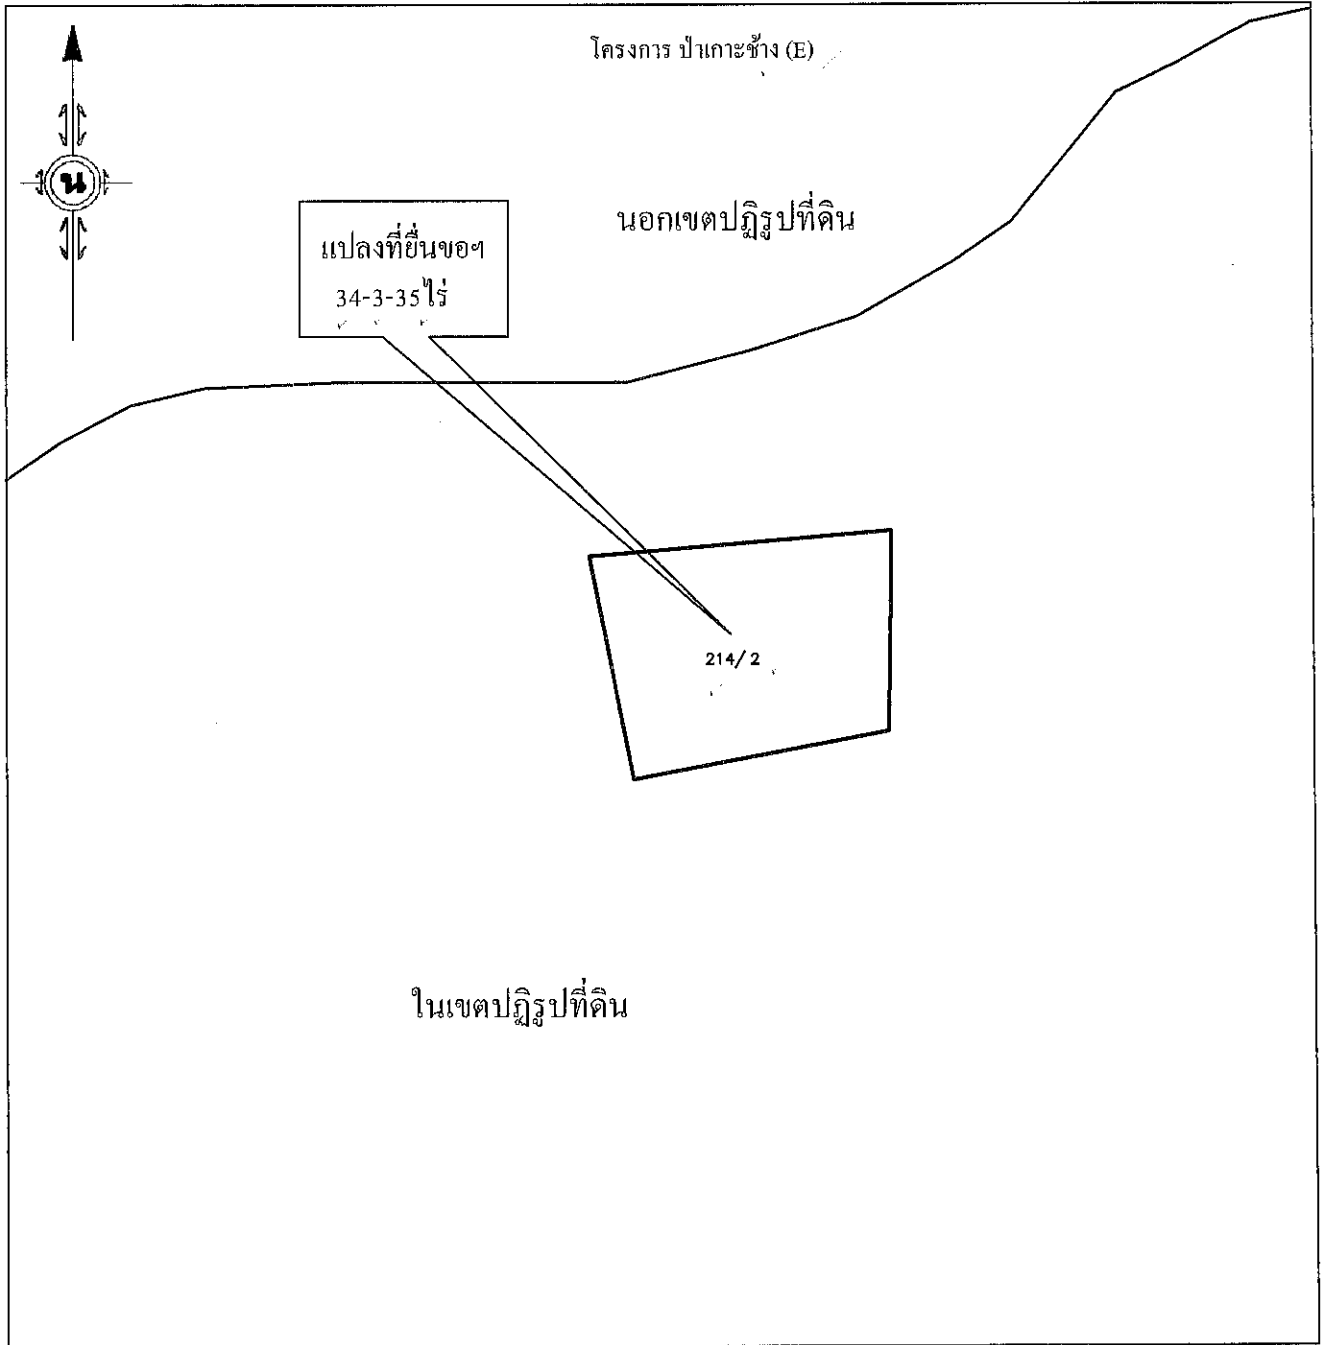 โครงการ ป่าเกาะช้าง (E)
น
นอกเขตปฏิรูปที่ดิน
แปลงที่ยื่นขอฯ
34-3-35ไร่
214/2
ในเขตปฏิรูปที่ดิน